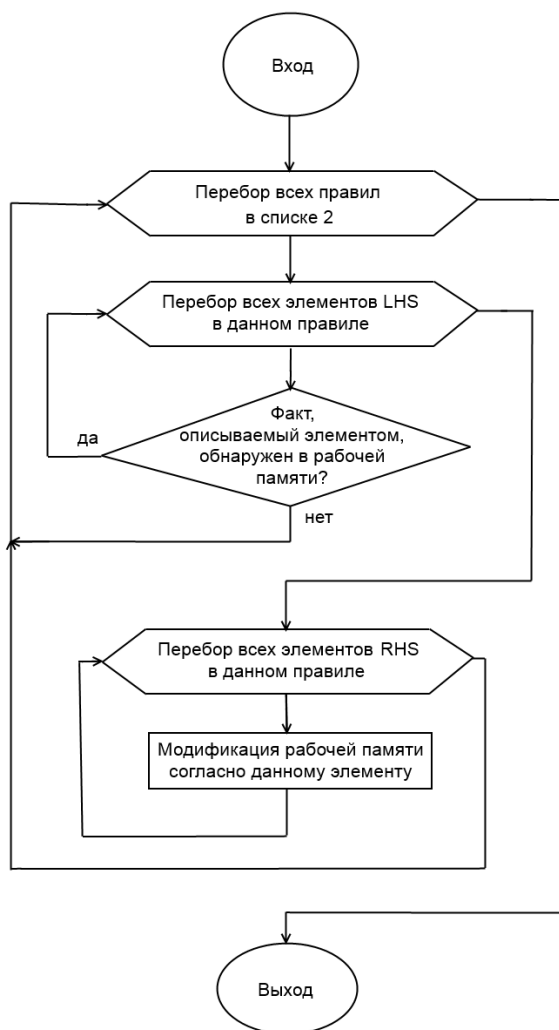 Вход
Перебор всех правил
в списке 2
Перебор всех элементов LHS
в данном правиле
Факт,
описываемый элементом,
обнаружен в рабочей
памяти?
да
нет
Перебор всех элементов RHS
в данном правиле
Модификация рабочей памяти
согласно данному элементу
Выход